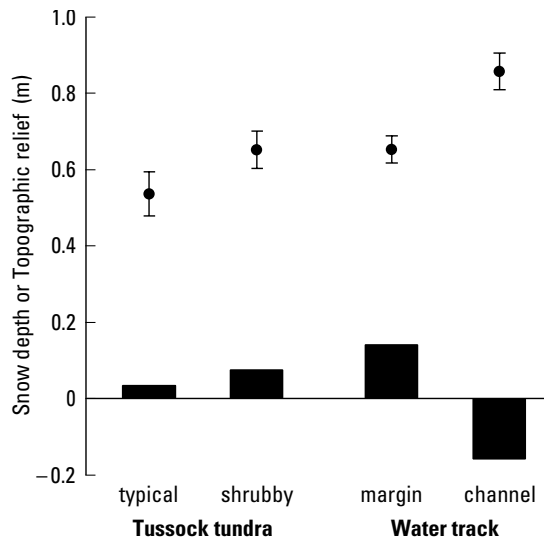 Snow depth or Topographic relief (m)
1.0
0.8
0.6
0.4
0.2
0
−0.2
typical shrubby margin channel
Tussock tundra Water track